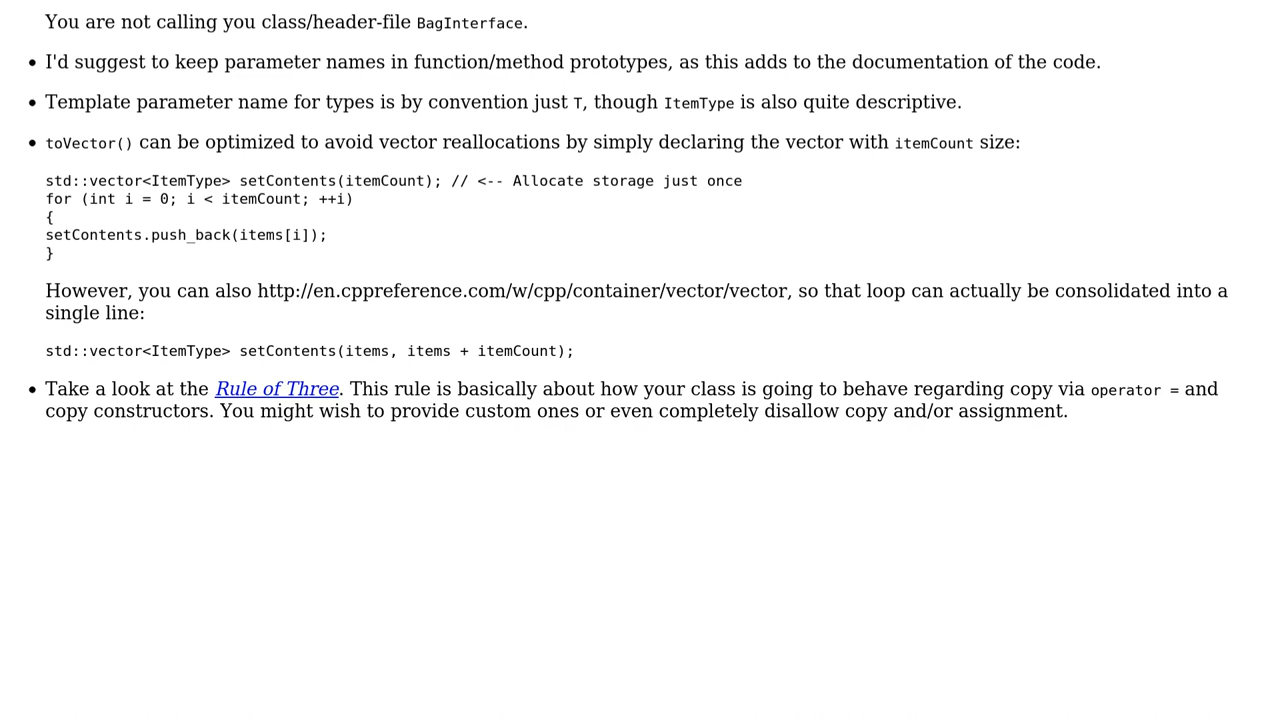 You are not calling you class/header-file BagInterface.
• I'd suggest to keep parameter names in function/method prototypes, as this adds to the documentation of the code.
• Template parameter name for types is by convention just T, though ItemType is also quite descriptive.
• toVector() can be optimized to avoid vector reallocations by simply declaring the vector with itemCount size:
std::vector<ItemType> setContents(itemCount); // <-- Allocate storage just once
for (int i = 0; i < itemCount; ++i)
{
setContents.push_back(items[i]);
}
However, you can also http://en.cppreference.com/w/cpp/container/vector/vector, so that loop can actually be consolidated into a
single line:
std::vector<ItemType> setContents(items, items + itemCount);
• Take a look at the Rule of Three. This rule is basically about how your class is going to behave regarding copy via operator = and
copy constructors. You might wish to provide custom ones or even completely disallow copy and/or assignment.